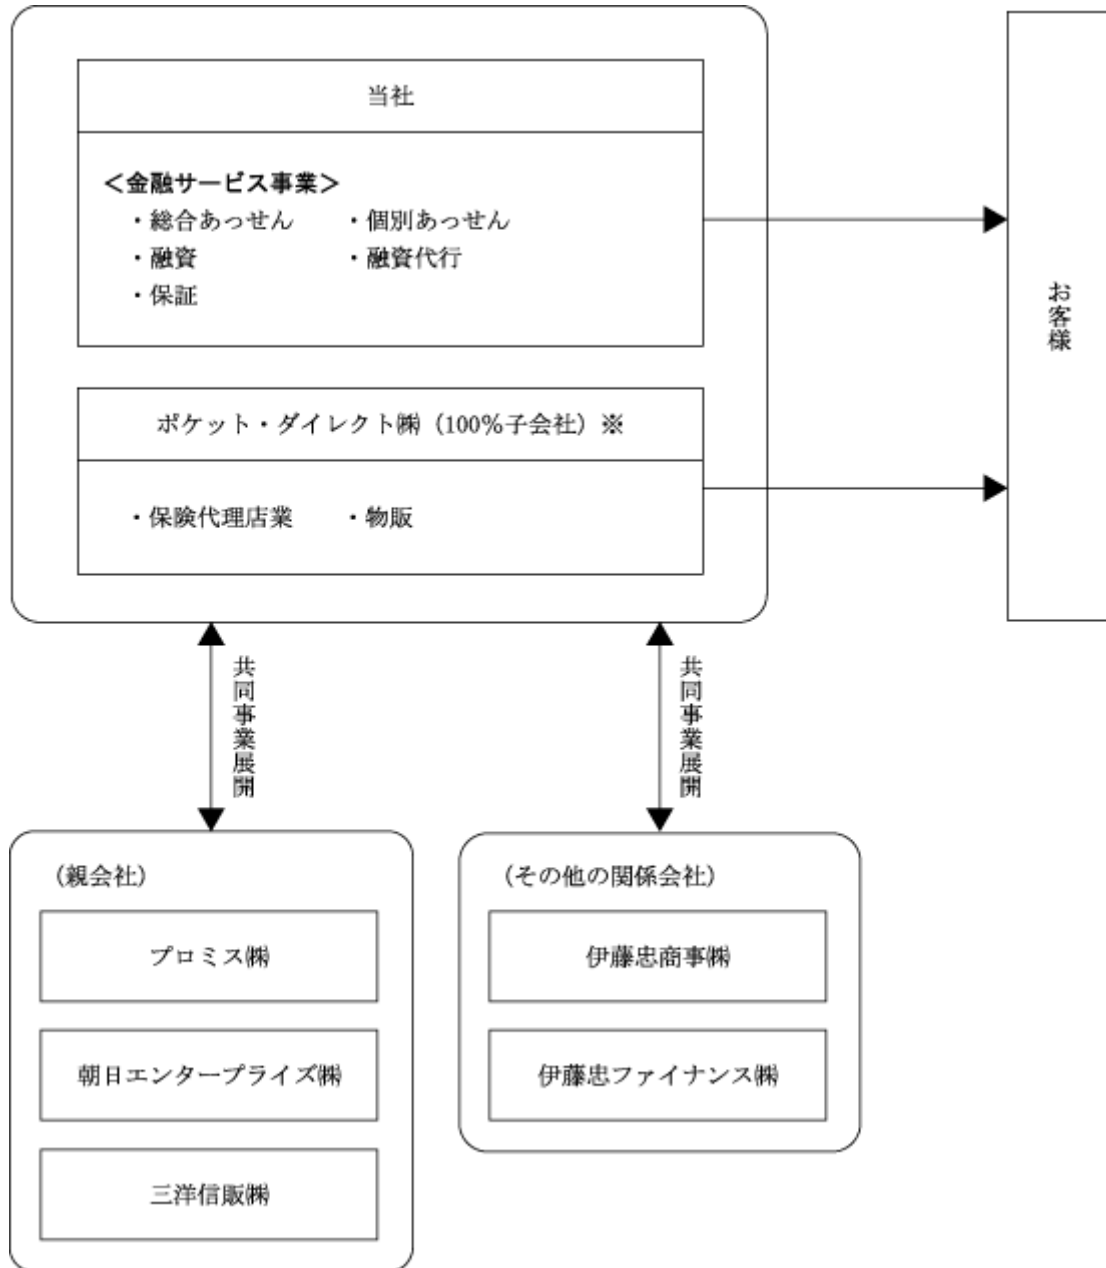 当社
＜金融サービス事業＞
・総合あっせん ・個別あっせん
・融資 ・融資代行
・保証
お客様
ポケット・ダイレクト㈱（100％子会社）※
・保険代理店業 ・物販
共同事業展開
共同事業展開
（親会社）
プロミス㈱
朝日エンタープライズ㈱
三洋信販㈱
（その他の関係会社）
伊藤忠商事㈱
伊藤忠ファイナンス㈱